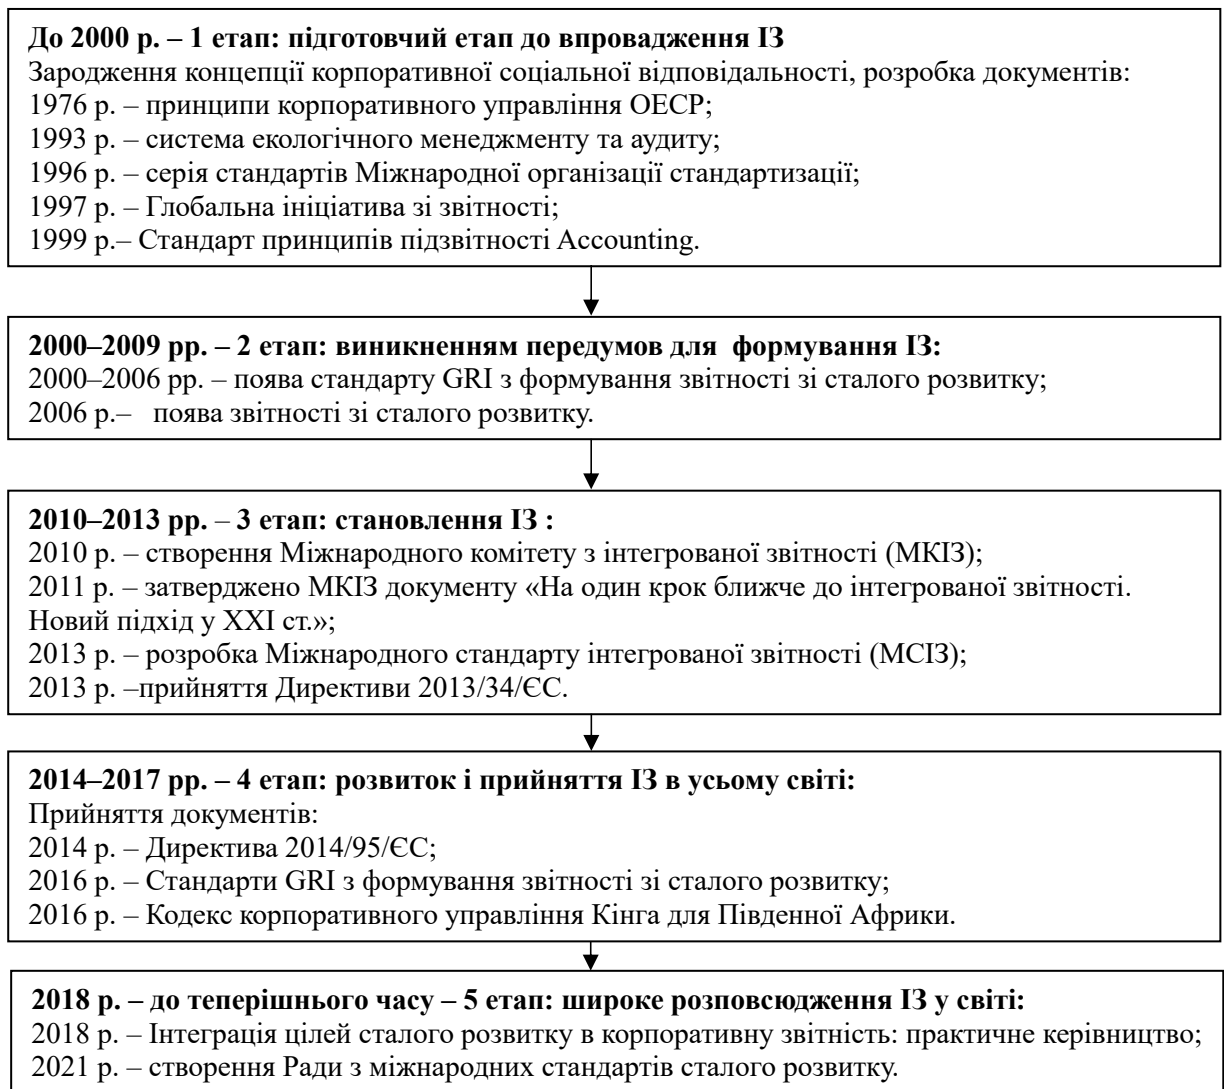 До 2000 р. – 1 етап: підготовчий етап до впровадження ІЗ
Зародження концепції корпоративної соціальної відповідальності, розробка документів:
1976 р. – принципи корпоративного управління ОЕСР;
1993 р. – система екологічного менеджменту та аудиту;
1996 р. – серія стандартів Міжнародної організації стандартизації;
1997 р. – Глобальна ініціатива зі звітності;
1999 р.– Стандарт принципів підзвітності Accounting.
2000–2009 рр. – 2 етап: виникненням передумов для  формування ІЗ:
2000–2006 рр. – поява стандарту GRI з формування звітності зі сталого розвитку;
2006 р.–   поява звітності зі сталого розвитку.
2010–2013 рр. – 3 етап: становлення ІЗ :
2010 р. – створення Міжнародного комітету з інтегрованої звітності (МКІЗ);
2011 р. – затверджено МКІЗ документу «На один крок ближче до інтегрованої звітності.
Новий підхід у ХХІ ст.»;
2013 р. – розробка Міжнародного стандарту інтегрованої звітності (МСІЗ);
2013 р. –прийняття Директиви 2013/34/ЄС.
2014–2017 рр. – 4 етап: розвиток і прийняття ІЗ в усьому світі:
Прийняття документів:
2014 р. – Директива 2014/95/ЄС;
2016 р. – Стандарти GRI з формування звітності зі сталого розвитку;
2016 р. – Кодекс корпоративного управління Кінга для Південної Африки.
2018 р. – до теперішнього часу – 5 етап: широке розповсюдження ІЗ у світі:
2018 р. – Інтеграція цілей сталого розвитку в корпоративну звітність: практичне керівництво;
2021 р. – створення Ради з міжнародних стандартів сталого розвитку.